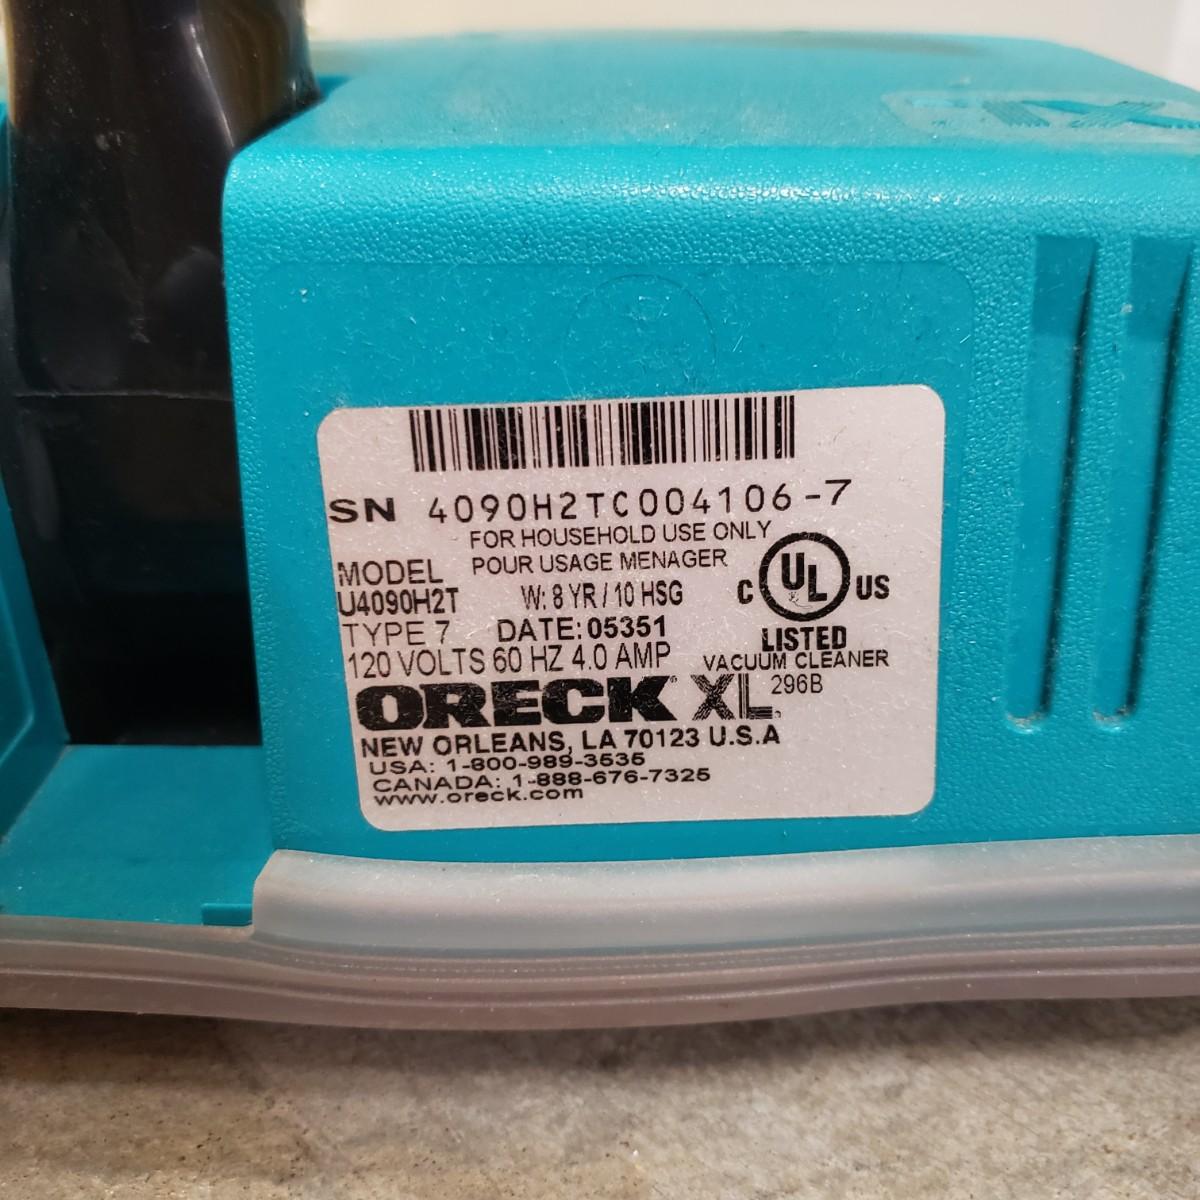 SN 4090H2TC004106-7
FOR HOUSEHOLD USE ONLY
POUR USAGE MENAGER
MODEL
U4090H2T W: 8 YR / 10 HSG
TYPE 7 DATE: 05351
120 VOLTS 60 HZ 4.0 AMP
C UL US
LISTED
VACUUM CLEANER
296B
ORECK XL
NEW ORLEANS, LA 70123 U.S.A
USA: 1-800-989-3535
CANADA: 1-888-676-7325
www.oreck.com